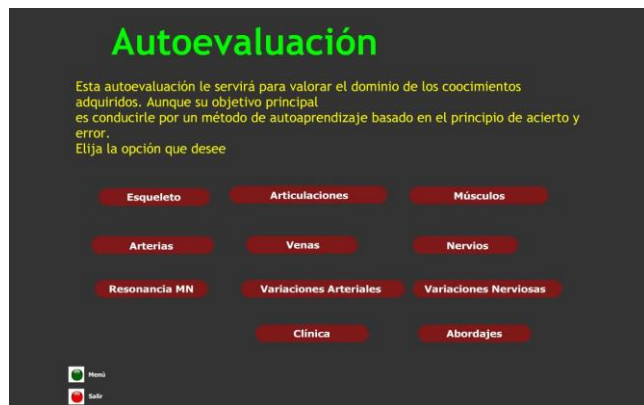 Autoevaluación
Esta autoevaluación le servirá para valorar el dominio de los coocimientos
adquiridos. Aunque su objetivo principal
es conducirle por un método de autoaprendizaje basado en el principio de acierto y
error.
Elija la opción que desee
Esqueleto
Articulaciones
Músculos
Arterias
Venas
Nervios
Resonancia MN
Variaciones Arteriales
Variaciones Nerviosas
Clínica
Abordajes
Menú
Salir